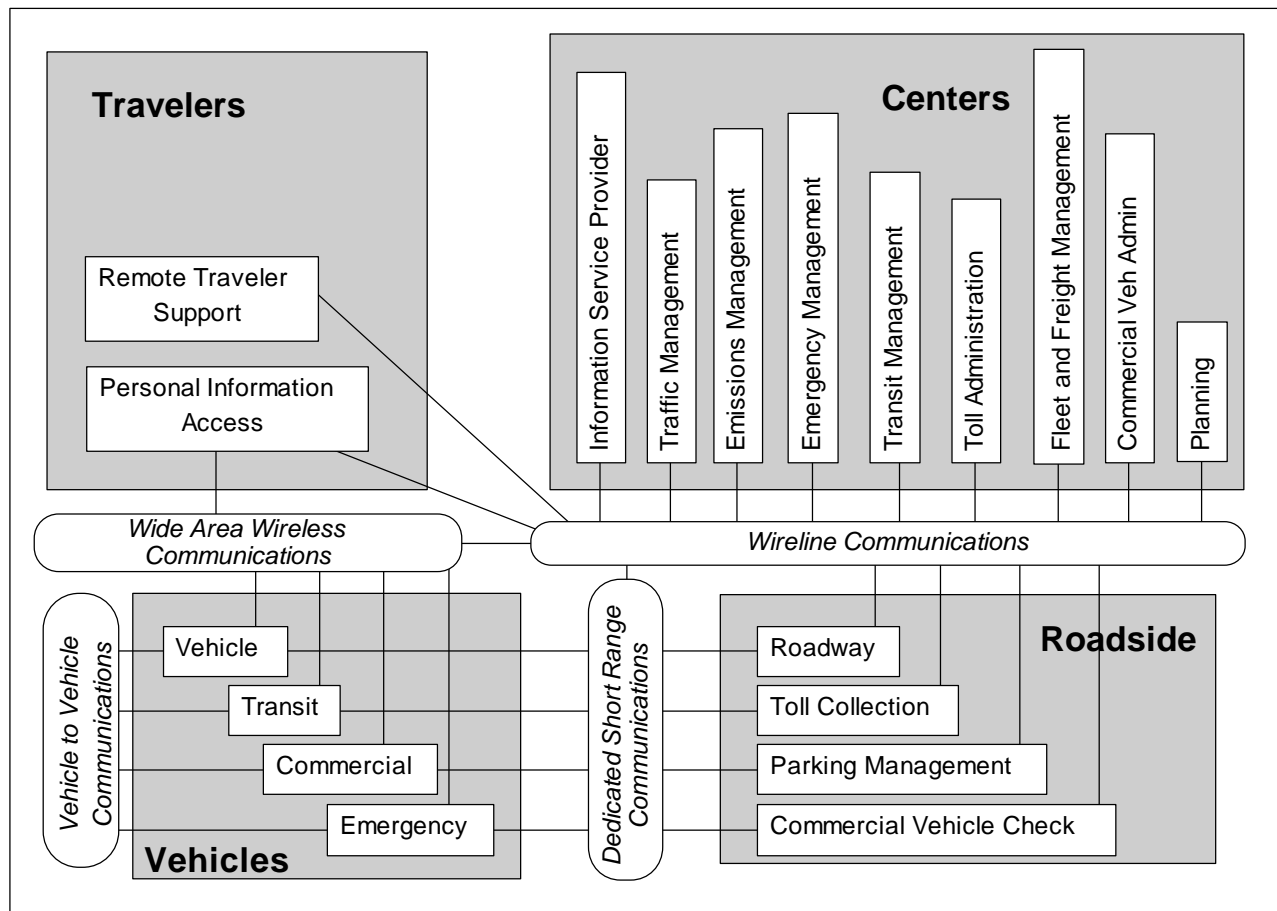 Travelers
Remote Traveler
Support
Personal Information
Access
Centers
Information Service Provider
Traffic Management
Emissions Management
Emergency Management
Transit Management
Toll Administration
Fleet and Freight Management
Commercial Veh Admin
Planning
Wide Area Wireless
Communications
Wireline Communications
Vehicle to Vehicle
Communications
Vehicle
Transit
Commercial
Emergency
Vehicles
Dedicated Short Range
Communications
Roadside
Roadway
Toll Collection
Parking Management
Commercial Vehicle Check